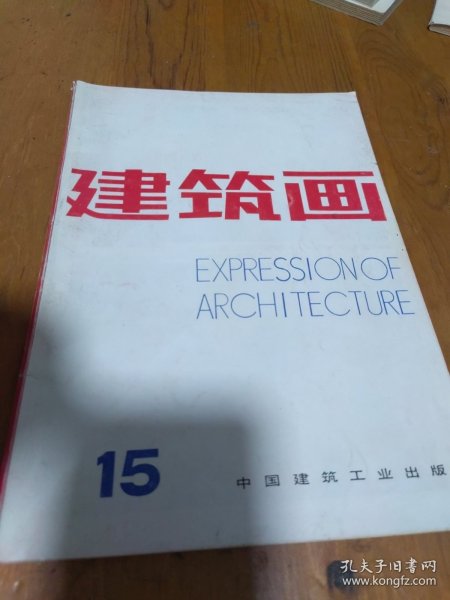 建筑画
EXPRESSION OF
ARCHITECTURE
15
中国建筑工业出版
孔夫子旧书网
www.kongfz.com